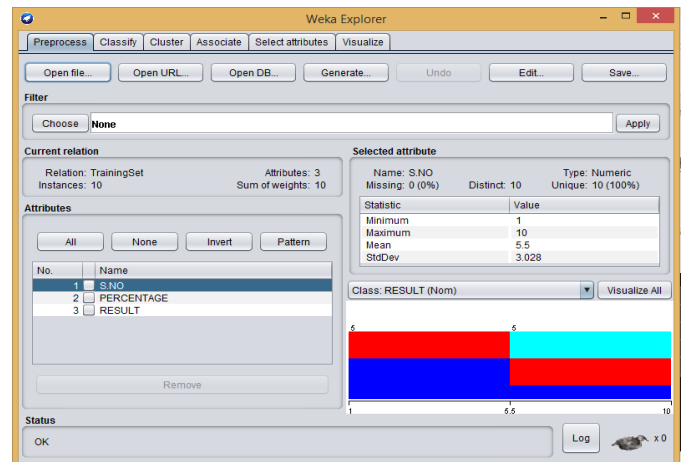 Weka Explorer
Preprocess Classify Cluster Associate Select attributes Visualize
Open file... Open URL... Open DB... Generate... Undo Edit... Save...
Filter
Choose None Apply
Current relation
Relation: TrainingSet Attributes: 3
Instances: 10 Sum of weights: 10
Selected attribute
Name: S.NO Type: Numeric
Missing: 0 (0%) Distinct: 10 Unique: 10 (100%)
Statistic Value
Minimum 1
Maximum 10
Mean 5.5
StdDev 3.028
Attributes
All None Invert Pattern
No. Name
1 S.NO
2 PERCENTAGE
3 RESULT
Remove
Class: RESULT (Nom) Visualize All
5 5
1 5.5 10
Status
OK
Log x 0